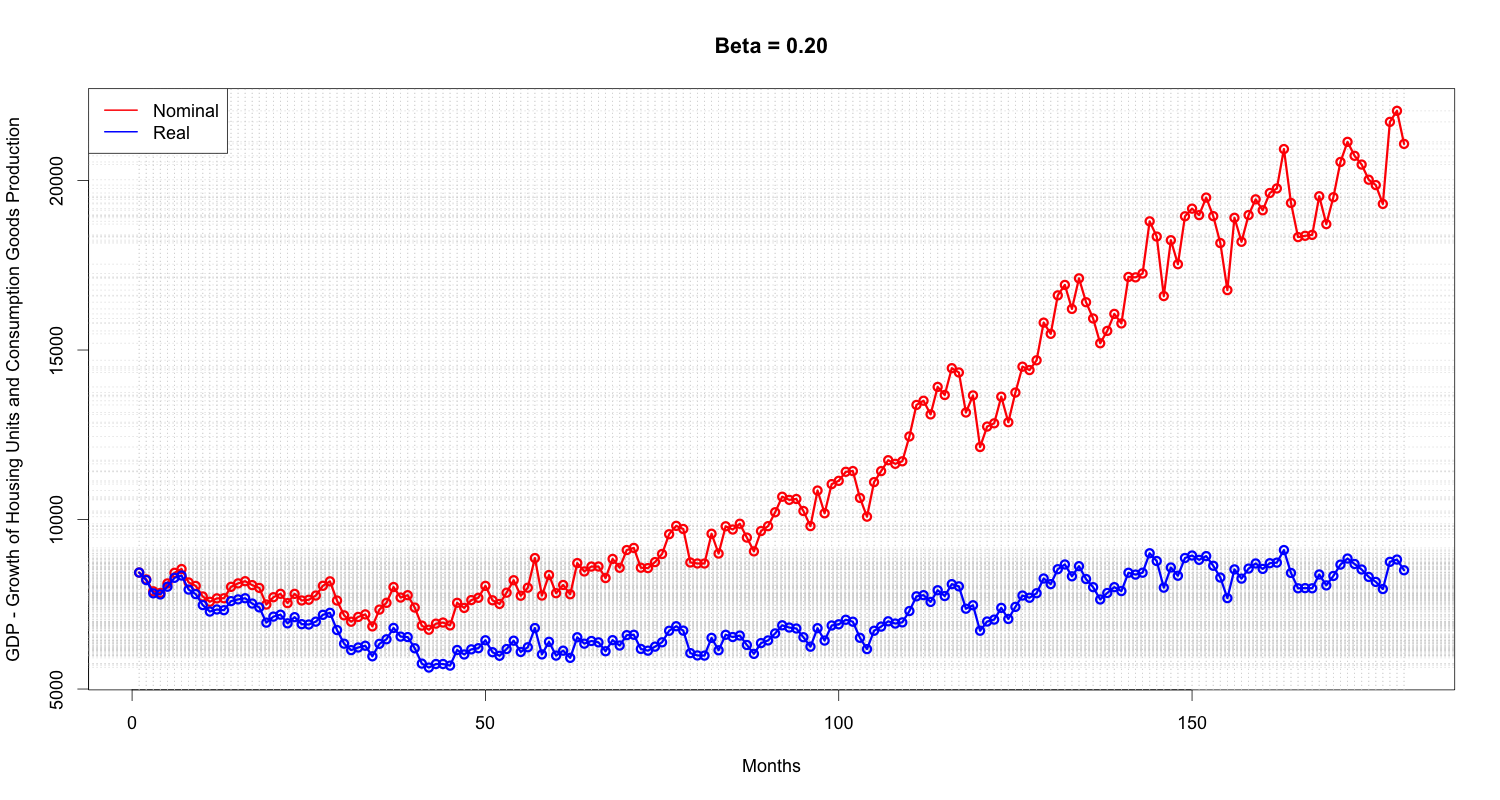 Beta = 0.20
Nominal
Real
GDP - Growth of Housing Units and Consumption Goods Production
20000
15000
10000
5000
0
50
100
150
Months